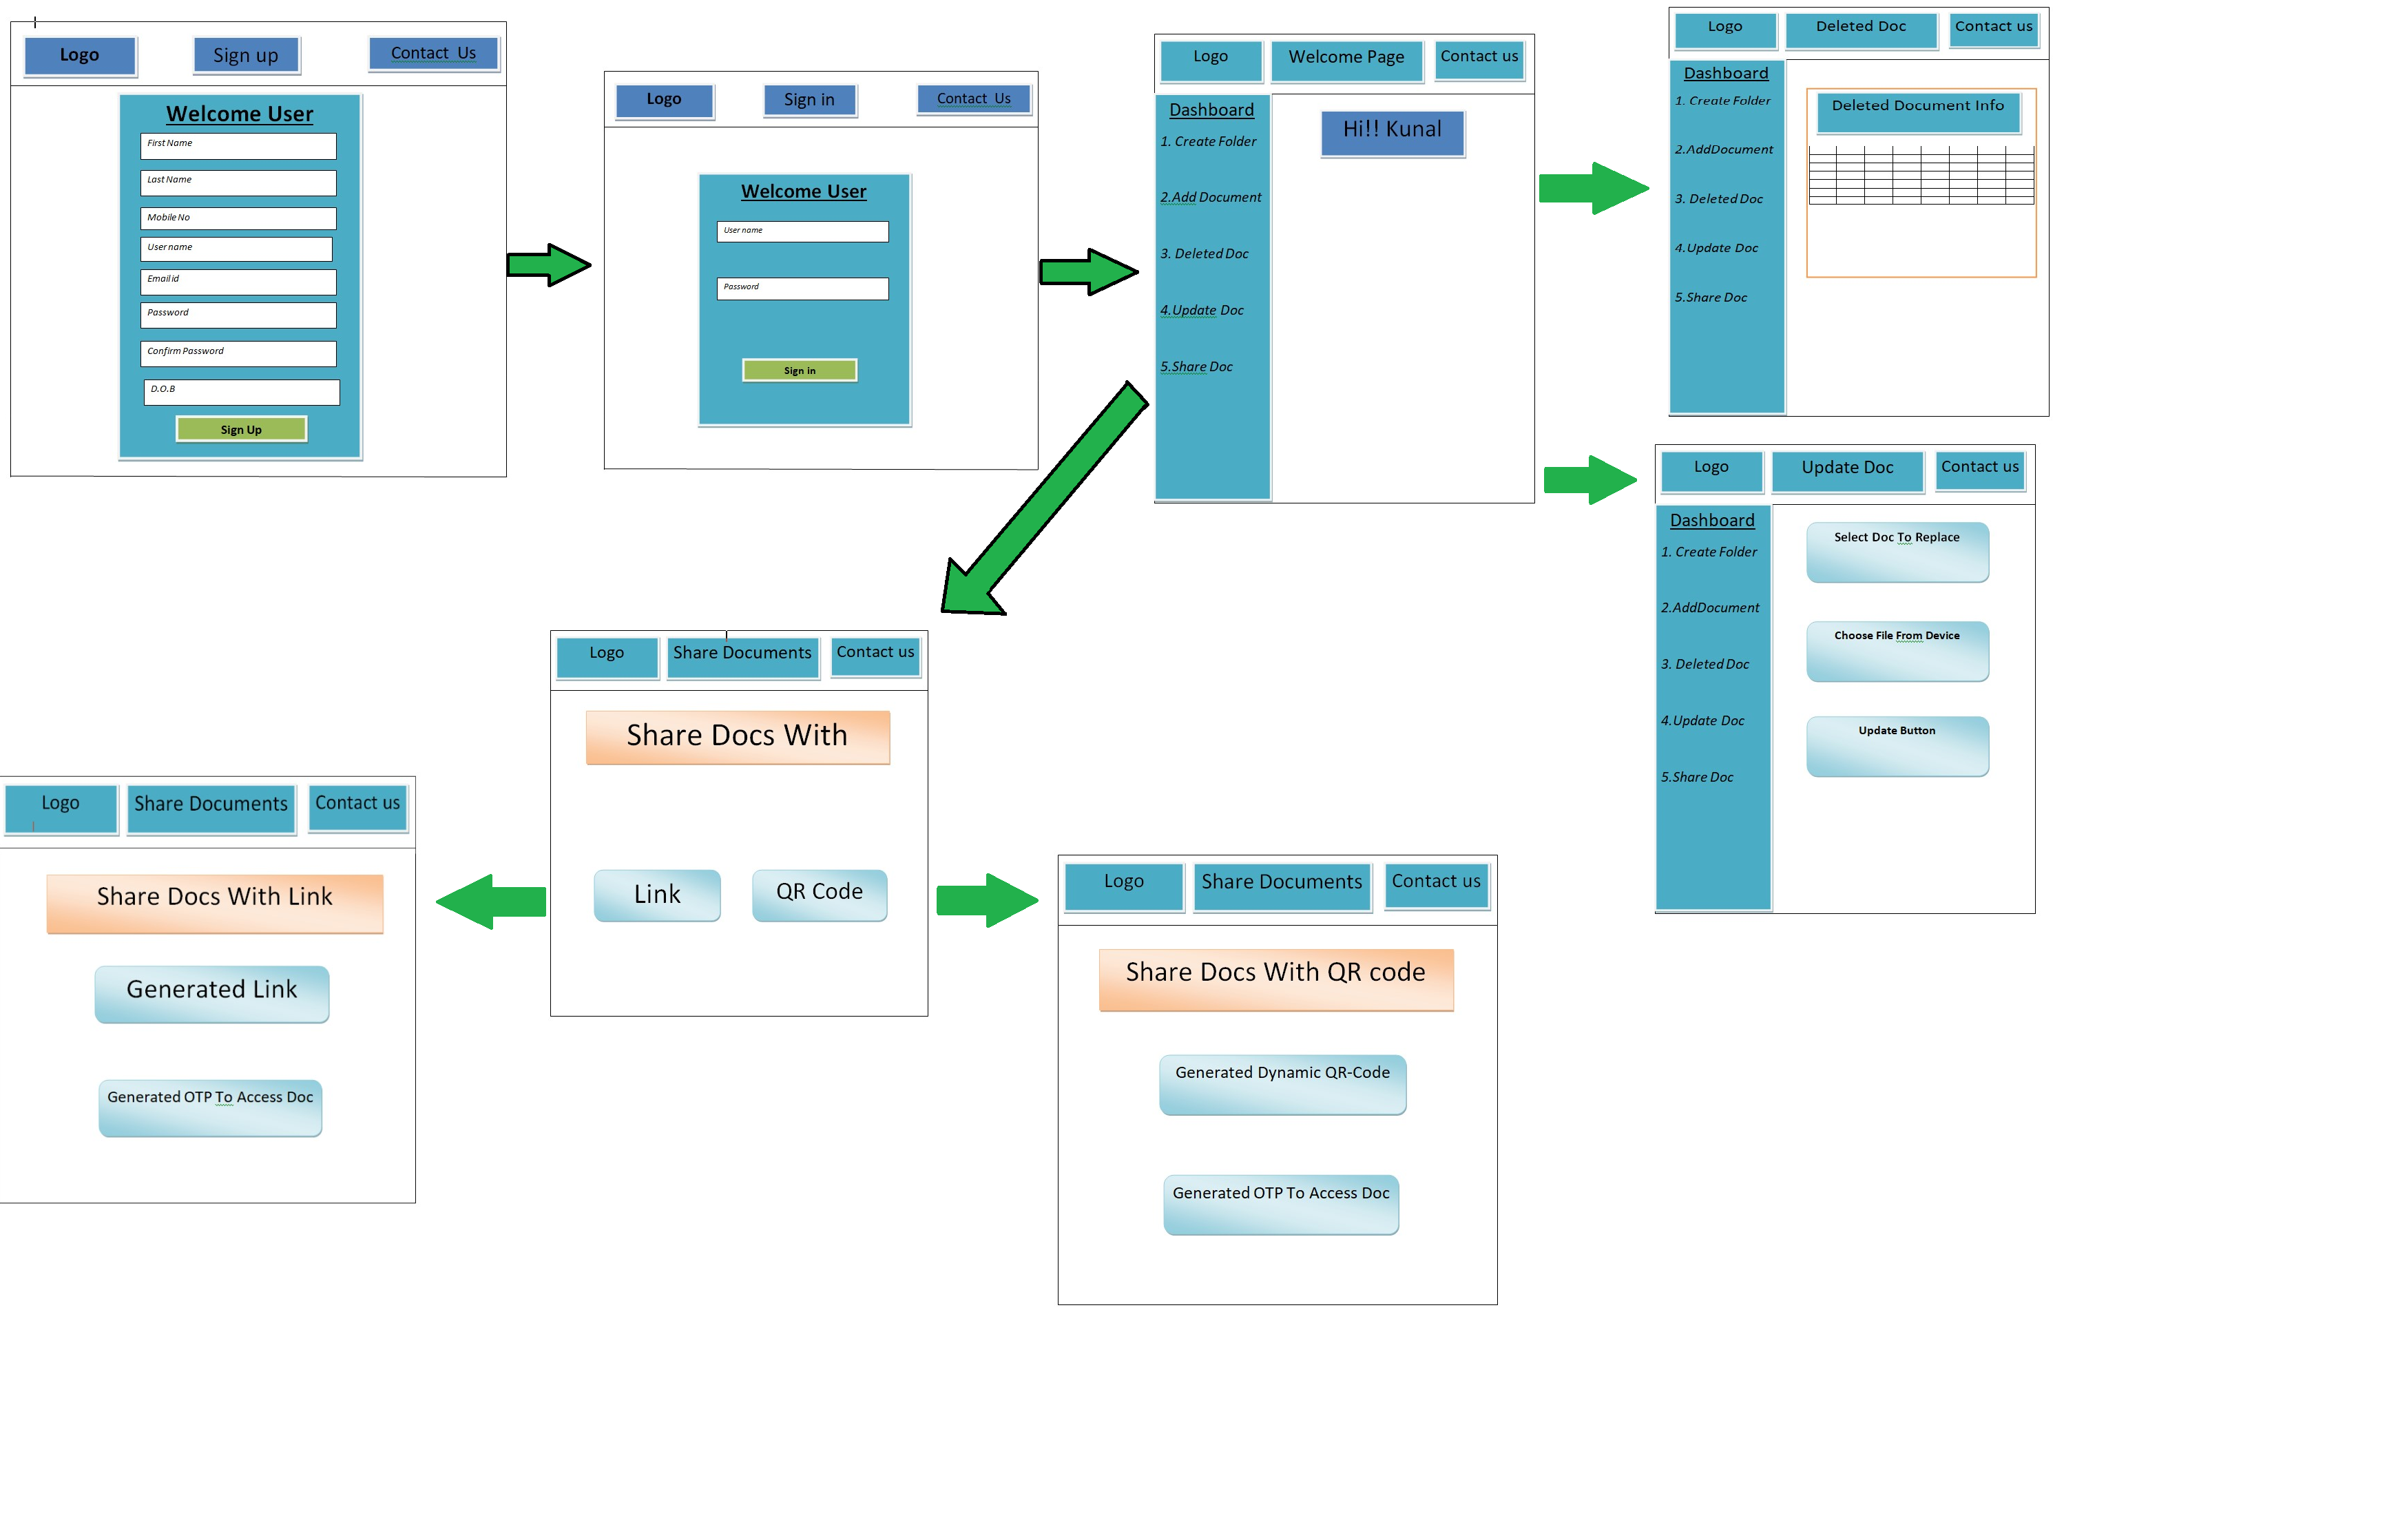 Logo
Sign up
Contact  Us
Welcome User
First Name
Last Name
Mobile No
User name
Email id
Password
Confirm Password
D.O.B
Sign Up
Logo
Sign in
Contact  Us
Welcome User
User name
Password
Sign in
Logo
Welcome Page
Contact us
Dashboard
1. Create Folder
2.Add Document
3. Deleted Doc
4.Update Doc
5.Share Doc
Hi!! Kunal
Logo
Deleted Doc
Contact us
Dashboard
1. Create Folder
2.AddDocument
3. Deleted Doc
4.Update Doc
5.Share Doc
Deleted Document Info
Logo
Update Doc
Contact us
Dashboard
1. Create Folder
2.AddDocument
3. Deleted Doc
4.Update Doc
5.Share Doc
Select Doc To Replace
Choose File From Device
Update Button
Logo
Share Documents
Contact us
Share Docs With
Link
QR Code
Logo
Share Documents
Contact us
Share Docs With Link
Generated Link
Generated OTP To Access Doc
Logo
Share Documents
Contact us
Share Docs With QR code
Generated Dynamic QR-Code
Generated OTP To Access Doc